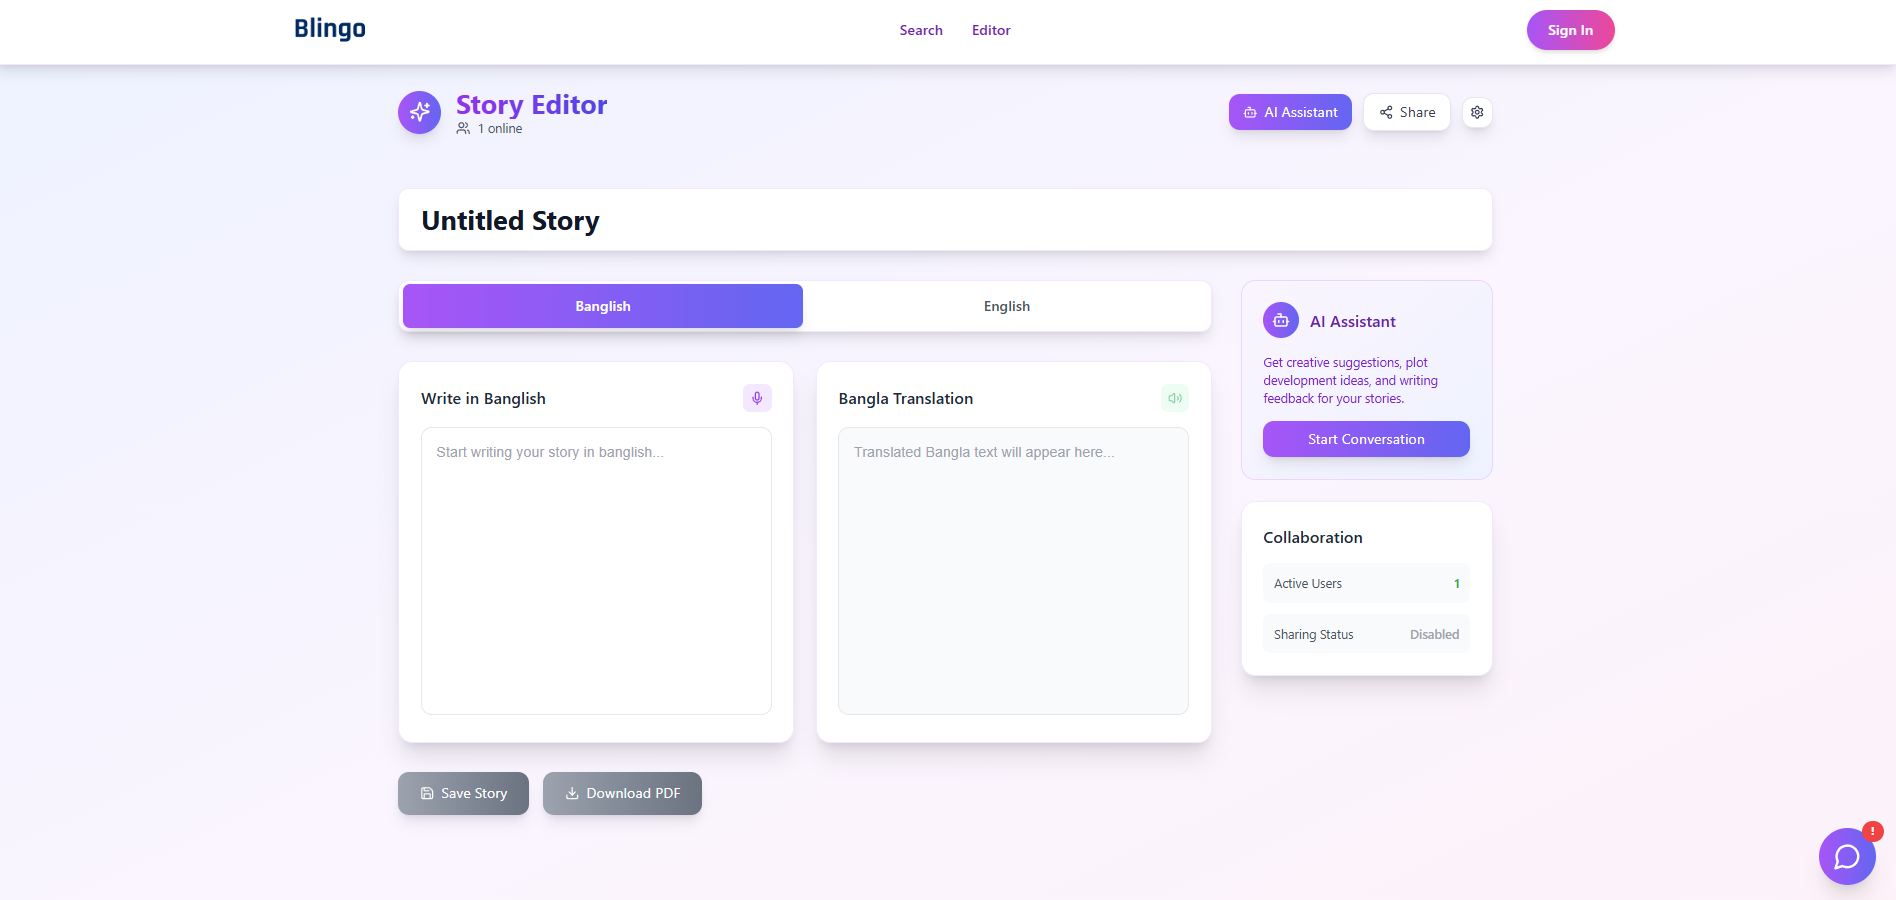 Blingo
Search
Editor
Sign In
Story Editor
1 online
AI Assistant
Share
Untitled Story
Banglish
English
Write in Banglish
Start writing your story in banglish...
Bangla Translation
Translated Bangla text will appear here...
AI Assistant
Get creative suggestions, plot
development ideas, and writing
feedback for your stories.
Start Conversation
Collaboration
Active Users 1
Sharing Status Disabled
Save Story
Download PDF
!